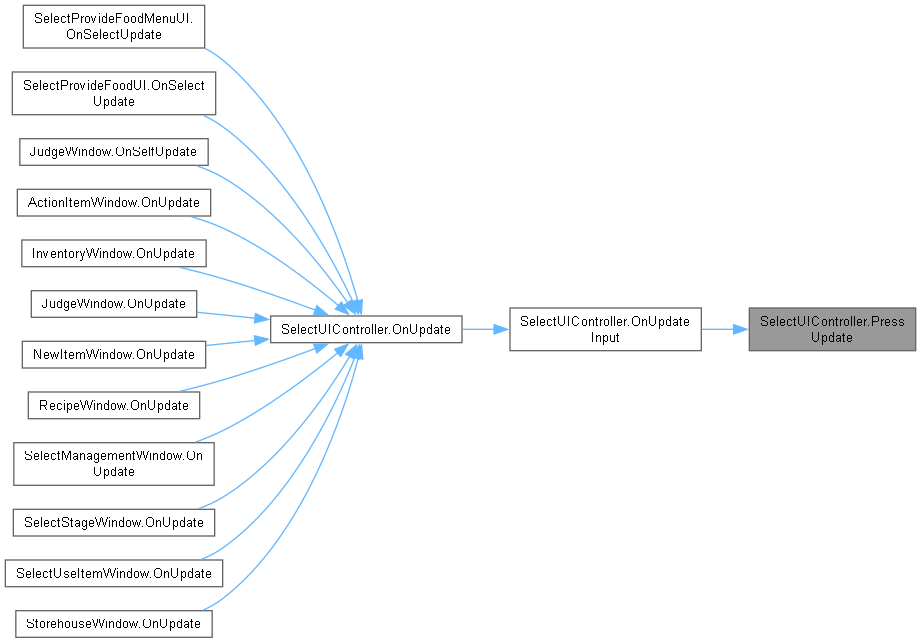 SelectProvideFoodMenuUI.
OnSelectUpdate
SelectProvideFoodUI.OnSelect
Update
JudgeWindow.OnSelfUpdate
ActionItemWindow.OnUpdate
InventoryWindow.OnUpdate
JudgeWindow.OnUpdate
NewItemWindow.OnUpdate
RecipeWindow.OnUpdate
SelectManagementWindow.On
Update
SelectStageWindow.OnUpdate
SelectUseItemWindow.OnUpdate
StorehouseWindow.OnUpdate
SelectUIController.OnUpdate
SelectUIController.OnUpdate
Input
SelectUIController.Press
Update